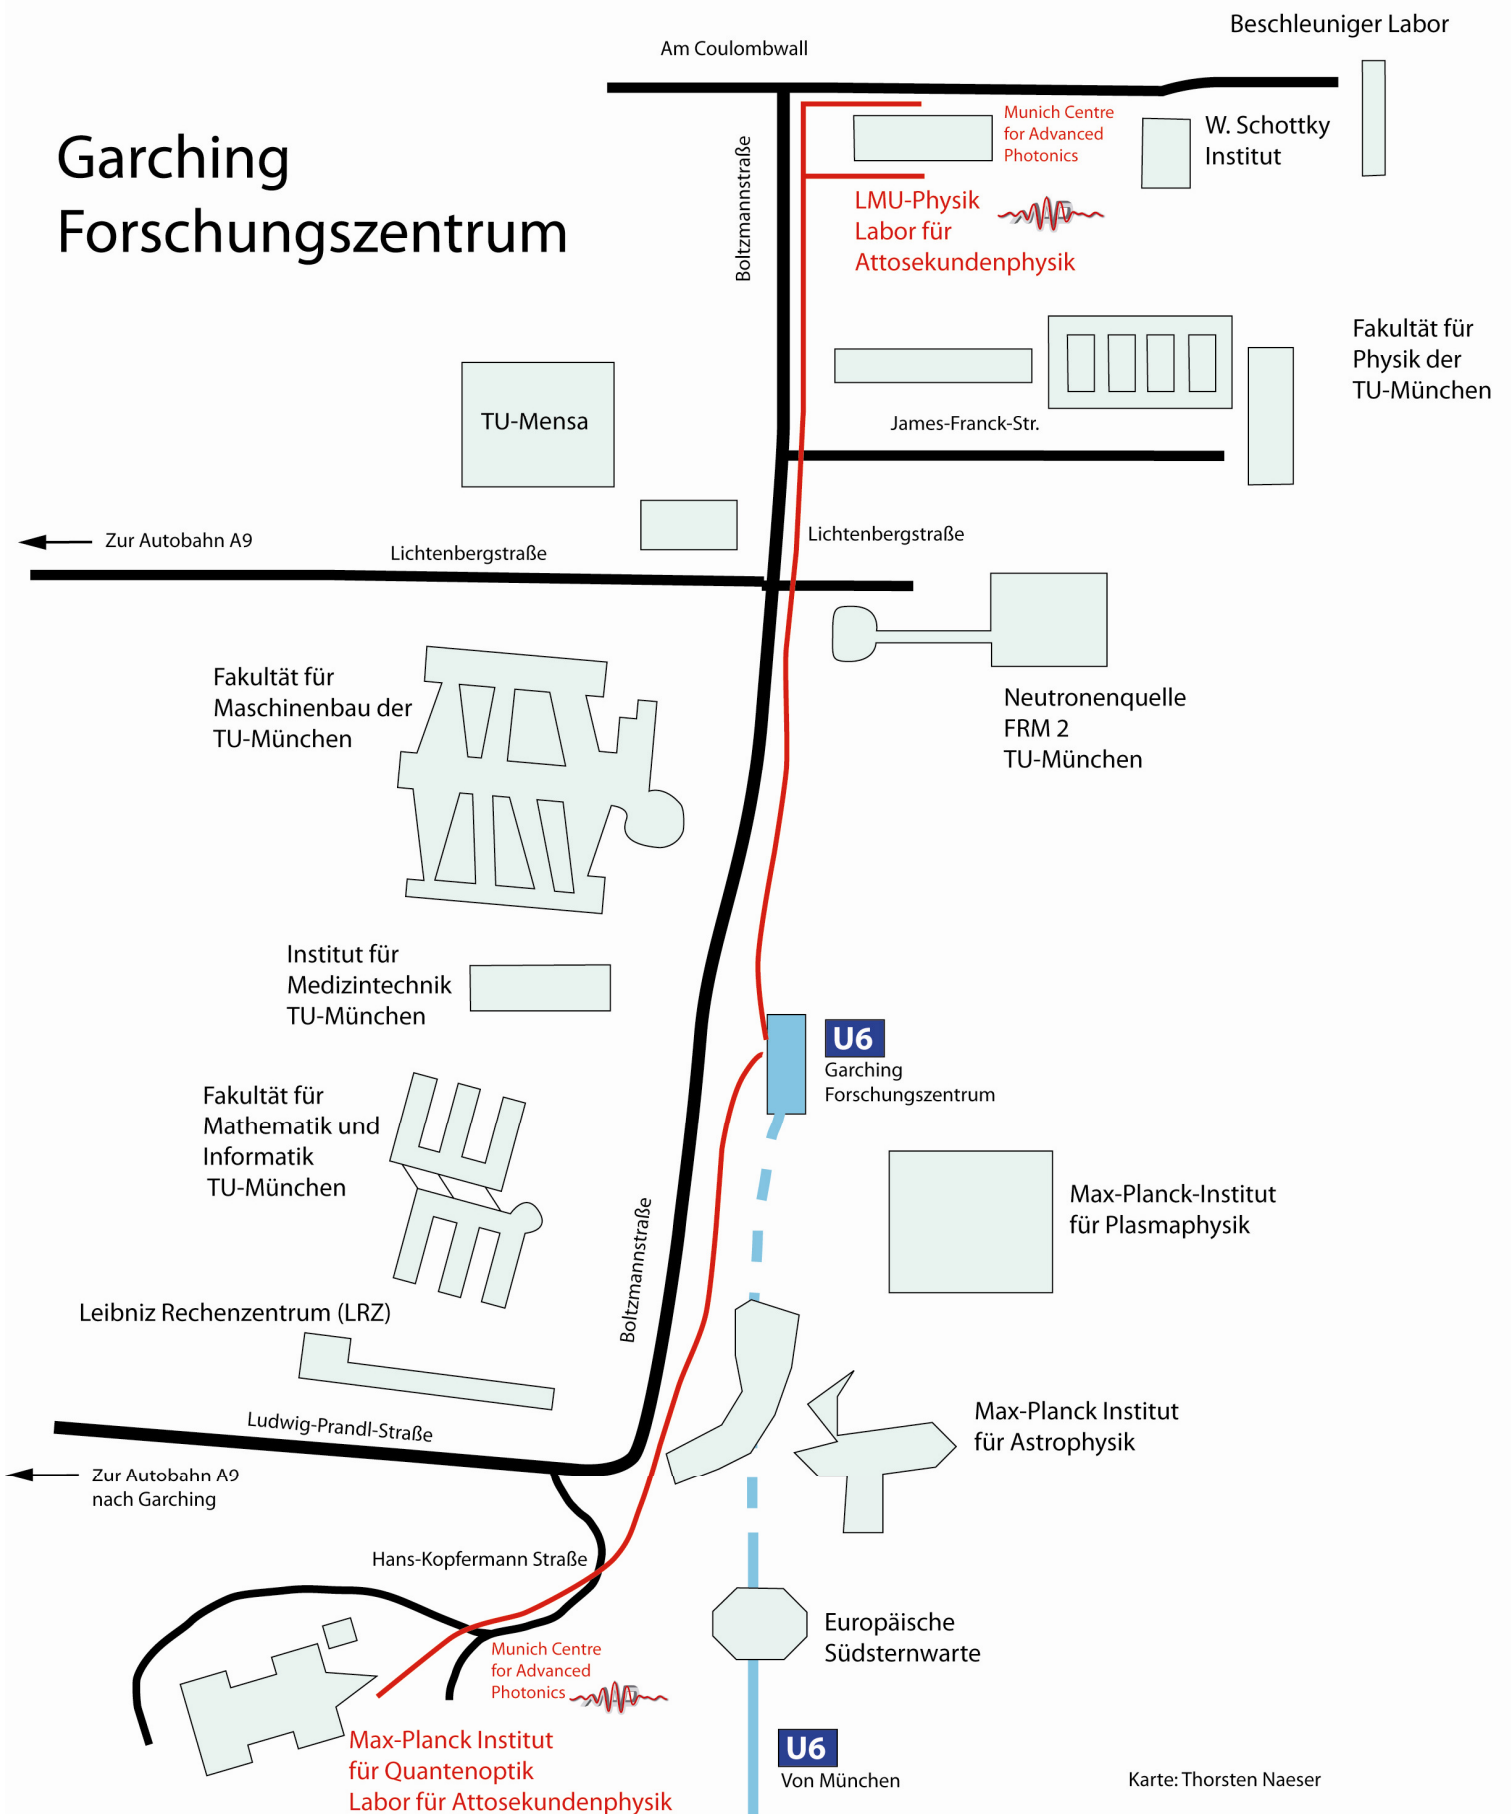 Beschleuniger Labor
Am Coulombwall
Garching
Forschungszentrum
Boltzmannstraße
Munich Centre
for Advanced
Photonics
W. Schottky
Institut
LMU-Physik
Labor für
Attosekundenphysik
Fakultät für
Physik der
TU-München
TU-Mensa
James-Franck-Str.
Zur Autobahn A9
Lichtenbergstraße
Lichtenbergstraße
Fakultät für
Maschinenbau der
TU-München
Neutronenquelle
FRM 2
TU-München
Institut für
Medizintechnik
TU-München
U6
Garching
Forschungszentrum
Fakultät für
Mathematik und
Informatik
TU-München
Max-Planck-Institut
für Plasmaphysik
Boltzmannstraße
Leibniz Rechenzentrum (LRZ)
Ludwig-Prandl-Straße
Max-Planck Institut
für Astrophysik
Zur Autobahn A9
nach Garching
Hans-Kopfermann Straße
Europäische
Südsternwarte
Munich Centre
for Advanced
Photonics
Max-Planck Institut
für Quantenoptik
Labor für Attosekundenphysik
U6
Von München
Karte: Thorsten Naeser